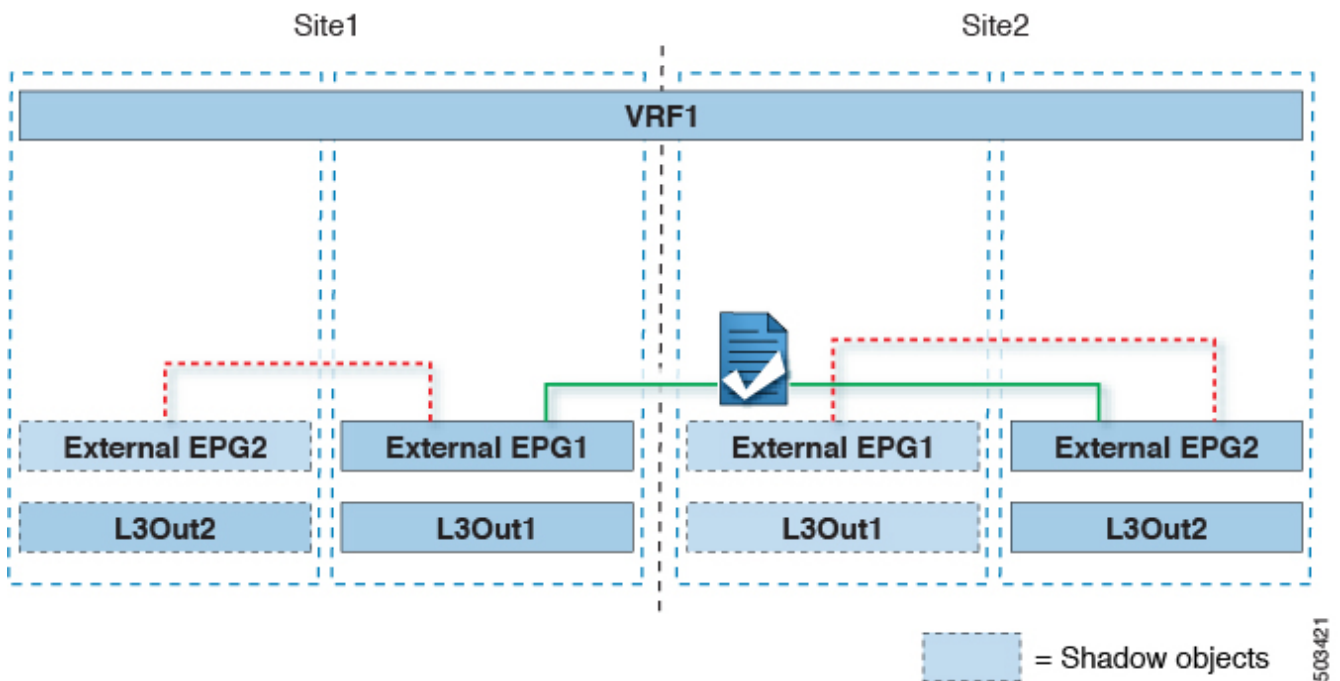 Site1
Site2
VRF1
External EPG2
External EPG1
External EPG1
External EPG2
L3Out2
L3Out1
L3Out1
L3Out2
= Shadow objects
503421